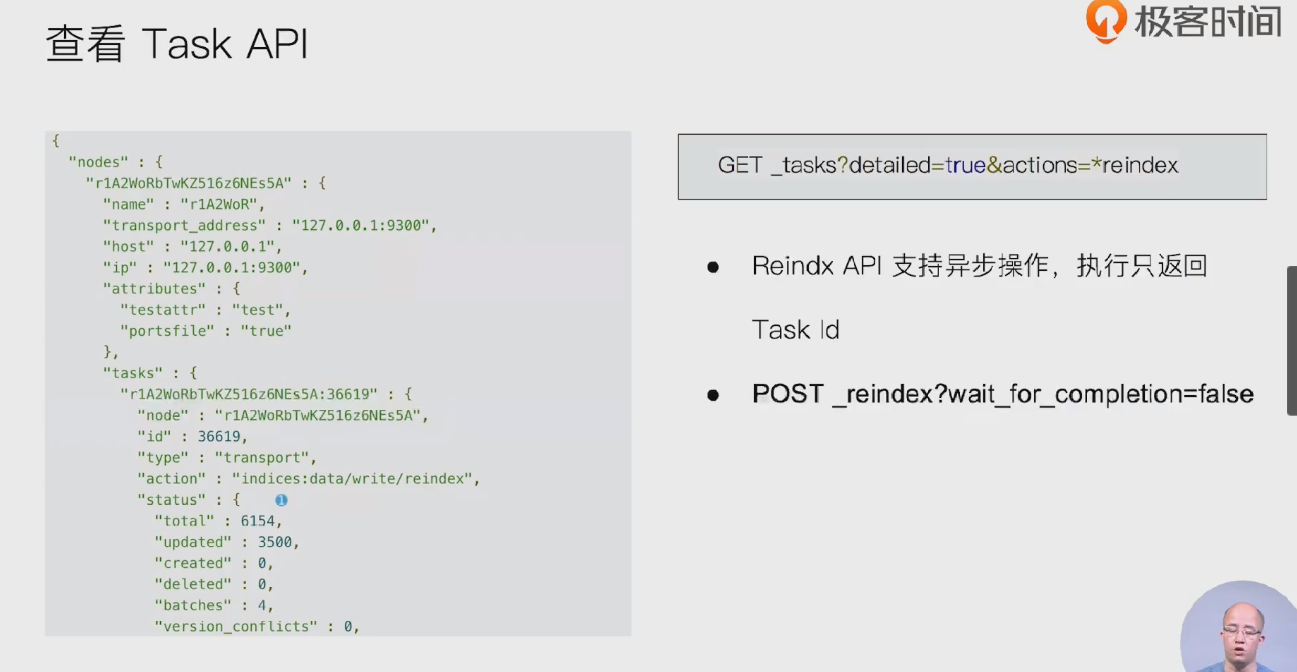 查看 Task API
极客时间
{
"nodes" : {
"r1A2WoRbTwKZ516z6NEs5A" : {
"name" : "r1A2WoR",
"transport_address" : "127.0.0.1:9300",
"host" : "127.0.0.1",
"ip" : "127.0.0.1:9300",
"attributes" : {
"testattr" : "test",
"portsfile" : "true"
},
"tasks" : {
"r1A2WoRbTwKZ516z6NEs5A:36619" : {
"node" : "r1A2WoRbTwKZ516z6NEs5A",
"id" : 36619,
"type" : "transport",
"action" : "indices:data/write/reindex",
"status" : { 1
"total" : 6154,
"updated" : 3500,
"created" : 0,
"deleted" : 0,
"batches" : 4,
"version_conflicts" : 0,
GET _tasks?detailed=true&actions=*reindex
● Reindx API 支持异步操作，执行只返回
Task Id
● POST _reindex?wait_for_completion=false